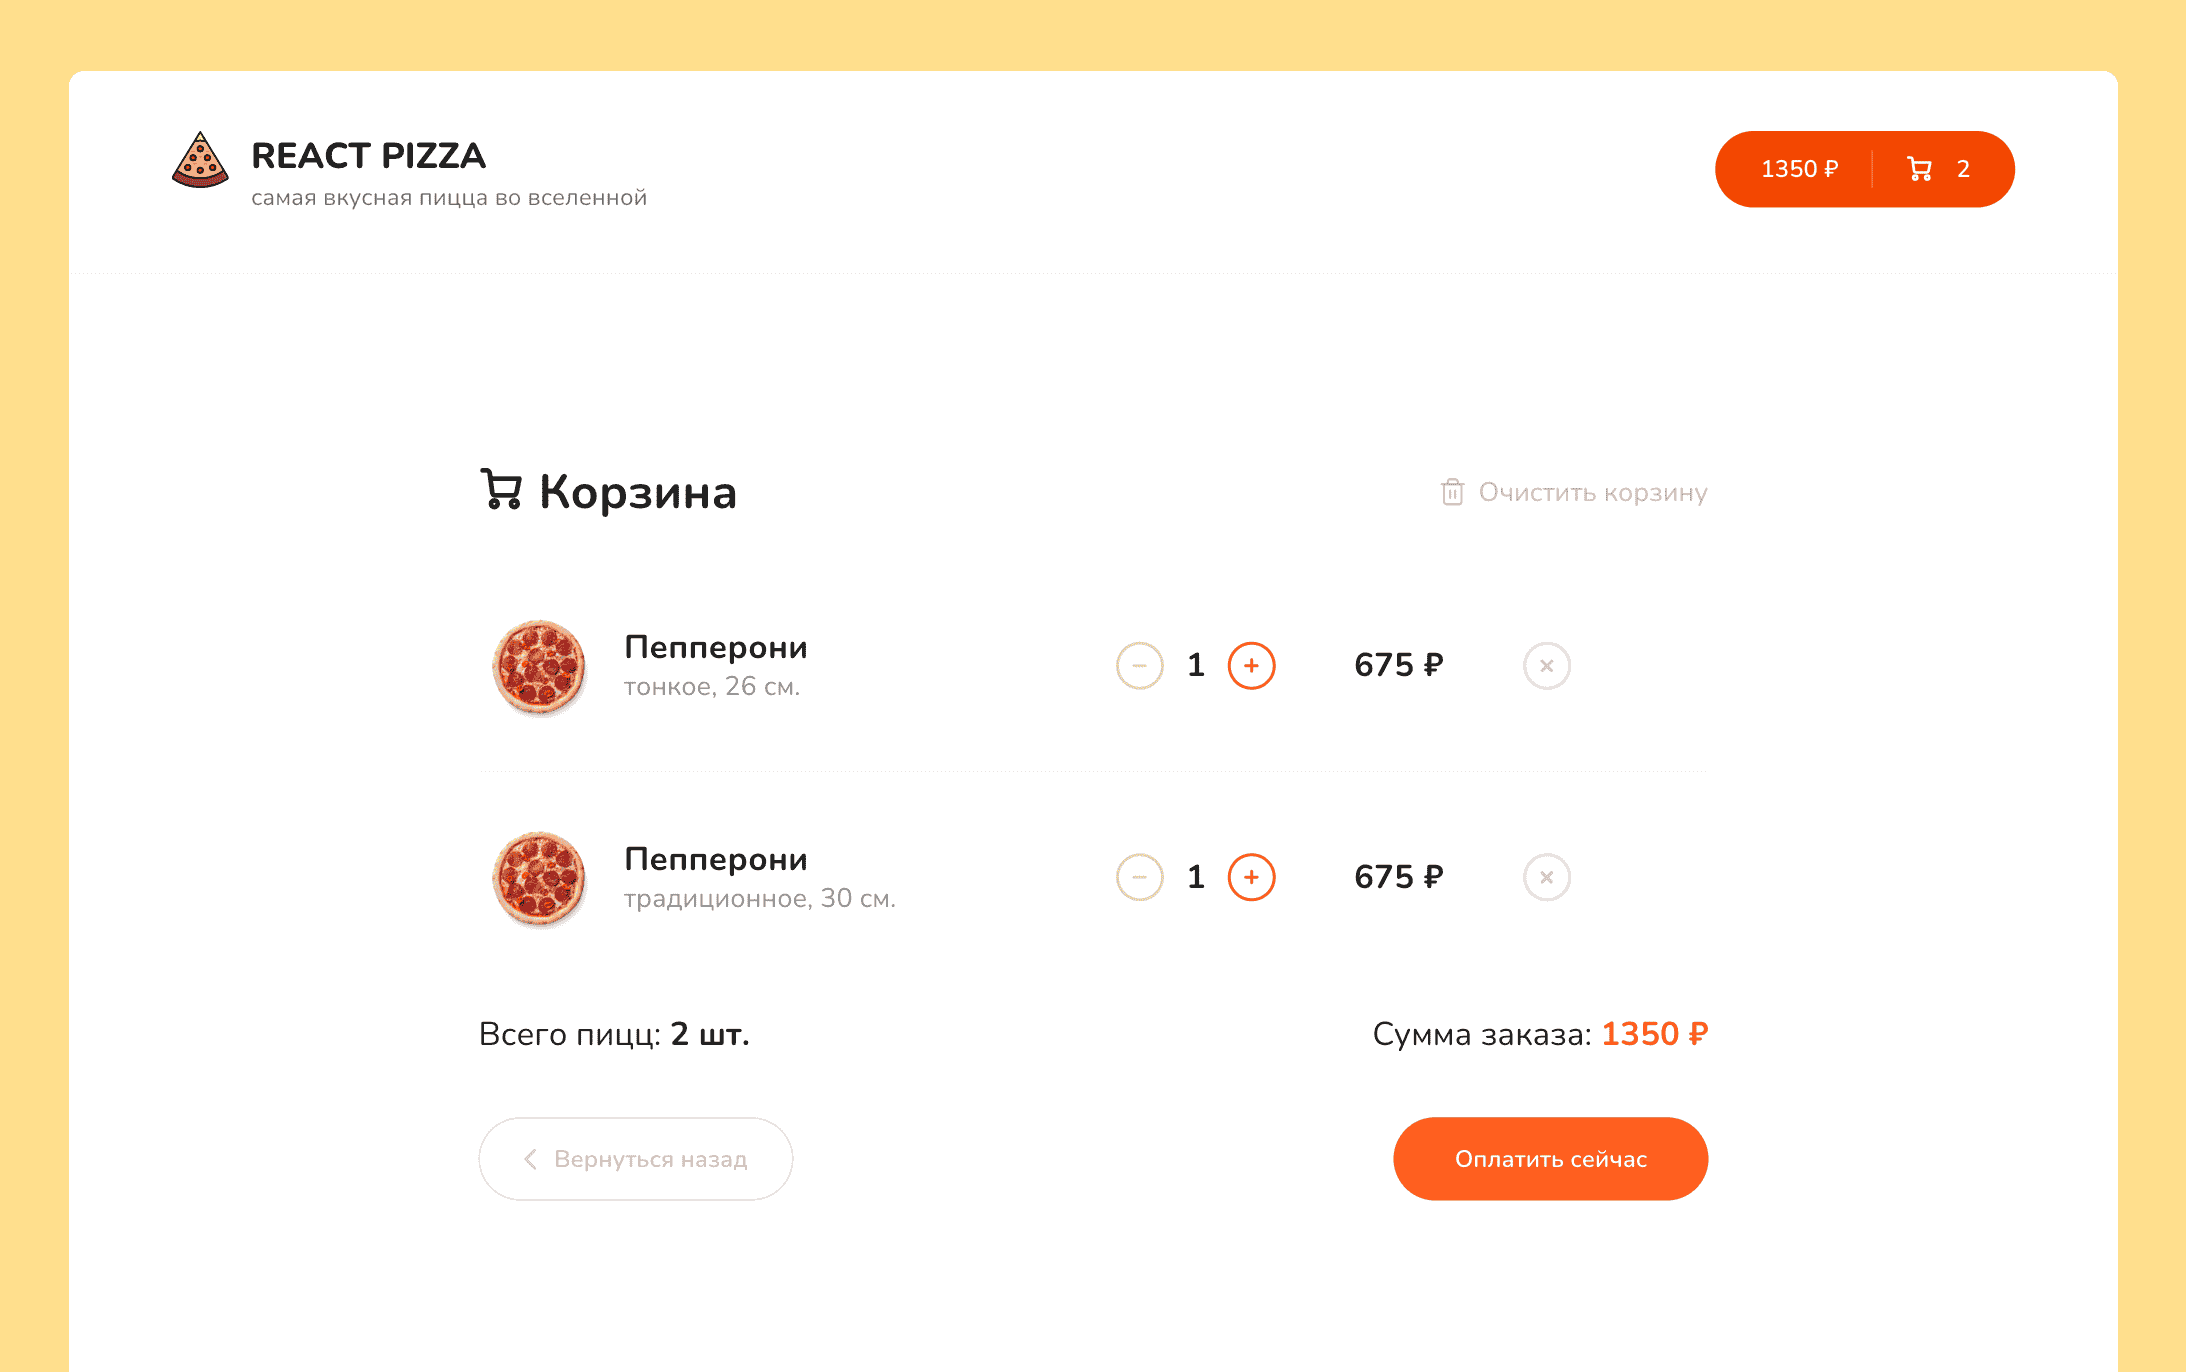 REACT PIZZA
самая вкусная пицца во вселенной
1350 ₽ 2
Корзина
Очистить корзину
Пепперони
тонкое, 26 см.
1
675 ₽
Пепперони
традиционное, 30 см.
1
675 ₽
Всего пицц: 2 шт.
Сумма заказа: 1350 ₽
Вернуться назад
Оплатить сейчас